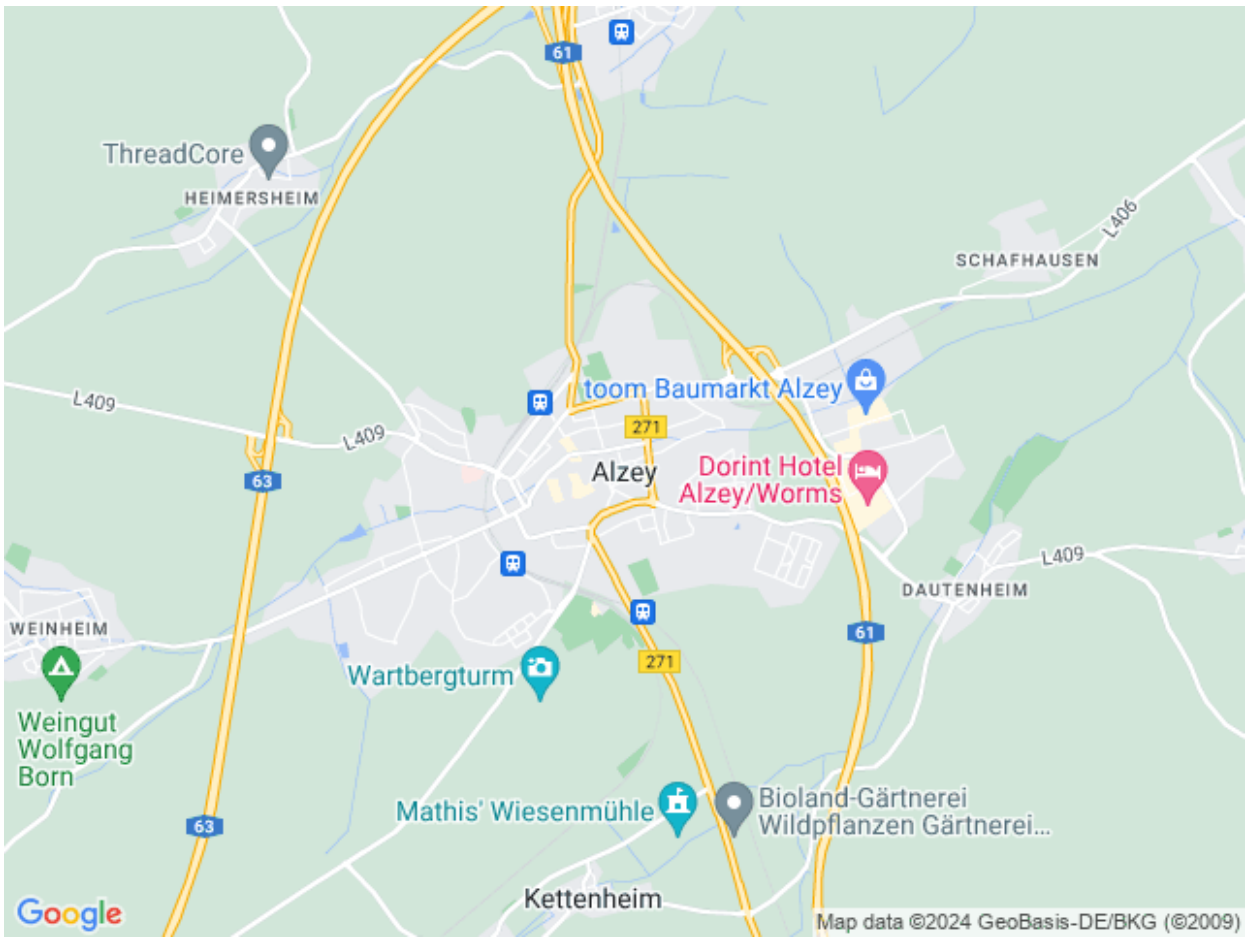 61
ThreadCore
HEIMERSHEIM
L406
SCHAFHAUSEN
toom Baumarkt Alzey
L409
L409
271
Alzey
Dorint Hotel
Alzey/Worms
63
L409
DAUTENHEIM
WEINHEIM
61
271
Wartbergturm
Weingut
Wolfgang
Born
Mathis' Wiesenmühle
Bioland-Gärtnerei
Wildpflanzen Gärtnerei...
63
Kettenheim
Google
Map data ©2024 GeoBasis-DE/BKG (©2009)